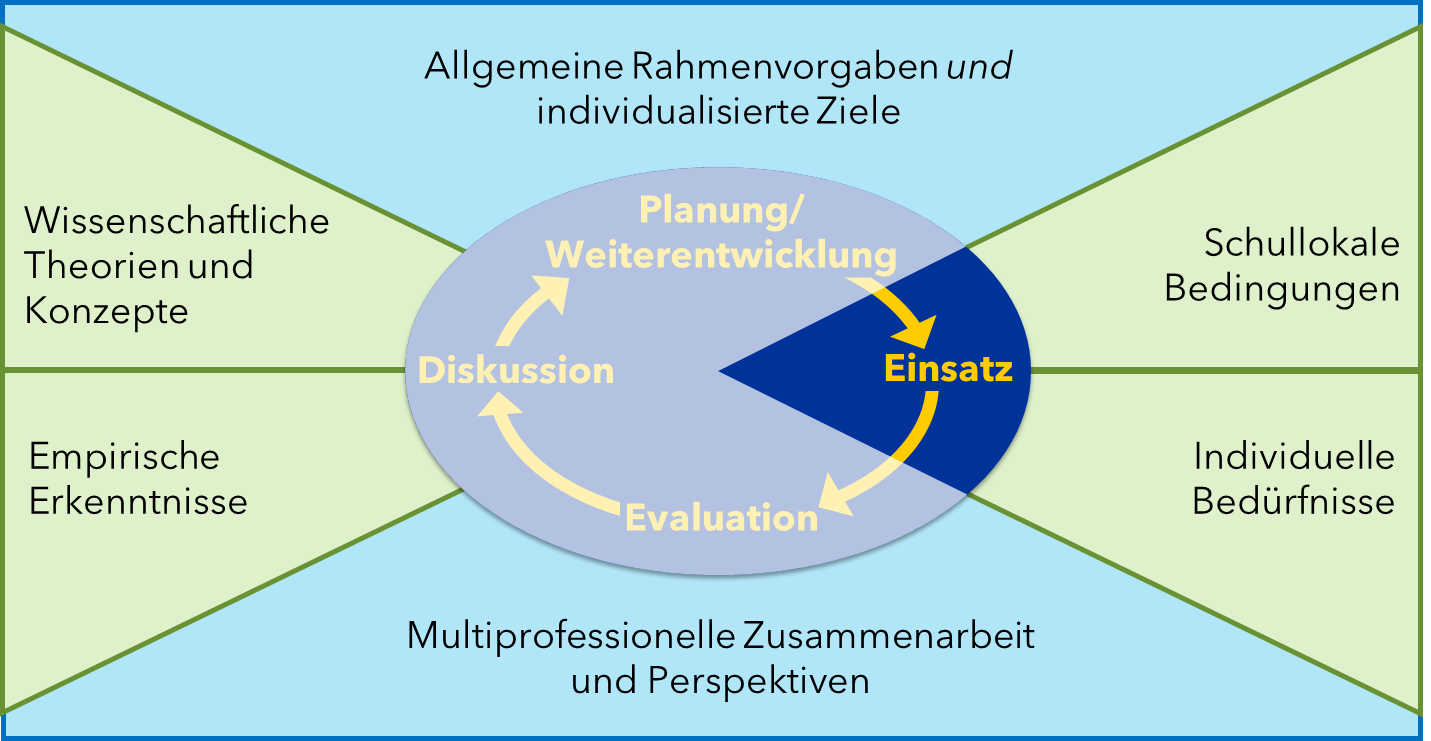 Allgemeine Rahmenvorgaben und
individualisierte Ziele
Wissenschaftliche
Theorien und
Konzepte
Planung/
Weiterentwicklung
Schullokale
Bedingungen
Diskussion
Einsatz
Empirische
Erkenntnisse
Evaluation
Individuelle
Bedürfnisse
Multiprofessionelle Zusammenarbeit
und Perspektiven